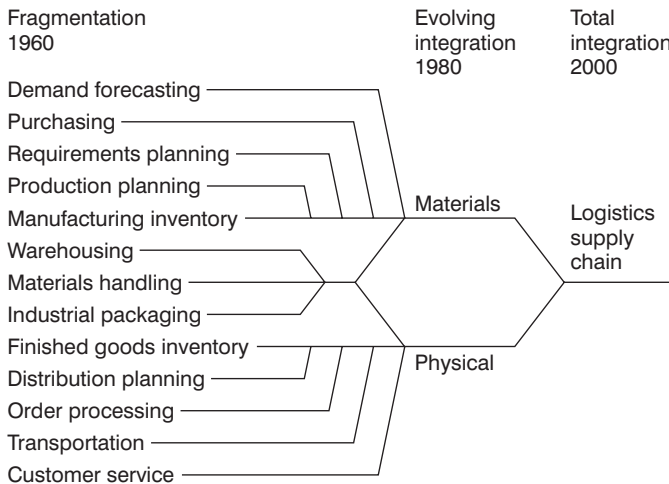 Fragmentation
1960
Evolving
integration
1980
Total
integration
2000
Demand forecasting
Purchasing
Requirements planning
Production planning
Manufacturing inventory
Warehousing
Materials handling
Industrial packaging
Finished goods inventory
Distribution planning
Order processing
Transportation
Customer service
Materials
Physical
Logistics
supply
chain